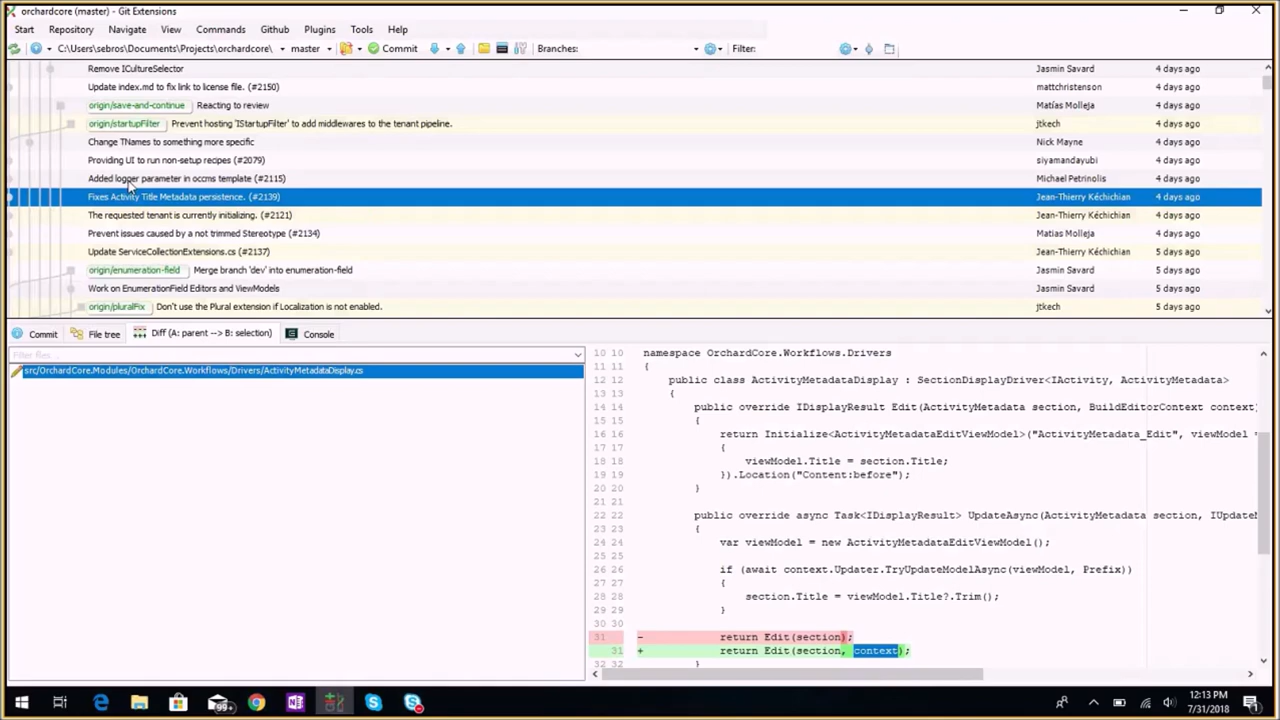 orchardcore (master) - Git Extensions
Start Repository Navigate View Commands Github Plugins Tools Help
C:\Users\sebros\Documents\Projects\orchardcore\ master Commit Branches: Filter:
Remove ICultureSelector Jasmin Savard 4 days ago
Update index.md to fix link to license file. (#2150) mattchristenson 4 days ago
origin/save-and-continue Reacting to review Matías Molleja 4 days ago
origin/startupFilter Prevent hosting 'IStartupFilter' to add middlewares to the tenant pipeline. jtkech 4 days ago
Change TNames to something more specific Nick Mayne 4 days ago
Providing UI to run non-setup recipes (#2079) siyamandayubi 4 days ago
Added logger parameter in occms template (#2115) Michael Petrinolis 4 days ago
Fixes Activity Title Metadata persistence. (#2139) Jean-Thierry Kéchichian 4 days ago
The requested tenant is currently initializing. (#2121) Jean-Thierry Kéchichian 4 days ago
Prevent issues caused by a not trimmed Stereotype (#2134) Matias Molleja 4 days ago
Update ServiceCollectionExtensions.cs (#2137) Jean-Thierry Kéchichian 5 days ago
origin/enumeration-field Merge branch 'dev' into enumeration-field Jasmin Savard 5 days ago
Work on EnumerationField Editors and ViewModels Jasmin Savard 5 days ago
origin/pluralFix Don't use the Plural extension if Localization is not enabled. jtkech 5 days ago
Commit File tree Diff (A: parent --> B: selection) Console
Filter files ...
src/OrchardCore.Modules/OrchardCore.Workflows/Drivers/ActivityMetadataDisplay.cs
10 10 namespace OrchardCore.Workflows.Drivers
11 11 {
12 12 public class ActivityMetadataDisplay : SectionDisplayDriver<IActivity, ActivityMetadata>
13 13 {
14 14 public override IDisplayResult Edit(ActivityMetadata section, BuildEditorContext context)
15 15 {
16 16 return Initialize<ActivityMetadataEditViewModel>("ActivityMetadata_Edit", viewModel =
17 17 {
18 18 viewModel.Title = section.Title;
19 19 }).Location("Content:before");
20 20 }
21 21
22 22 public override async Task<IDisplayResult> UpdateAsync(ActivityMetadata section, IUpdateM
23 23 {
24 24 var viewModel = new ActivityMetadataEditViewModel();
25 25
26 26 if (await context.Updater.TryUpdateModelAsync(viewModel, Prefix))
27 27 {
28 28 section.Title = viewModel.Title?.Trim();
29 29 }
30 30
31 - return Edit(section);
31 + return Edit(section, context);
32 32 }
99+
12:13 PM
7/31/2018
1